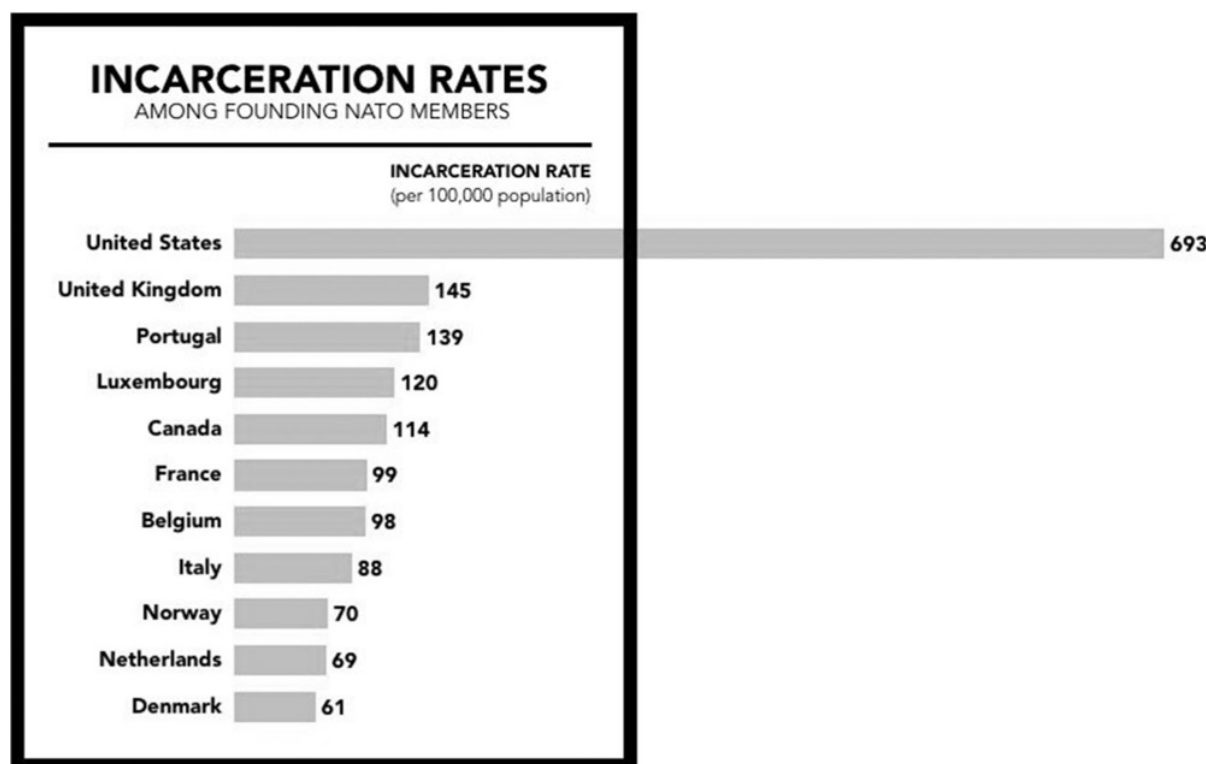 INCARCERATION RATES
AMONG FOUNDING NATO MEMBERS
INCARCERATION RATE
(per 100,000 population)
United States 693
United Kingdom 145
Portugal 139
Luxembourg 120
Canada 114
France 99
Belgium 98
Italy 88
Norway 70
Netherlands 69
Denmark 61